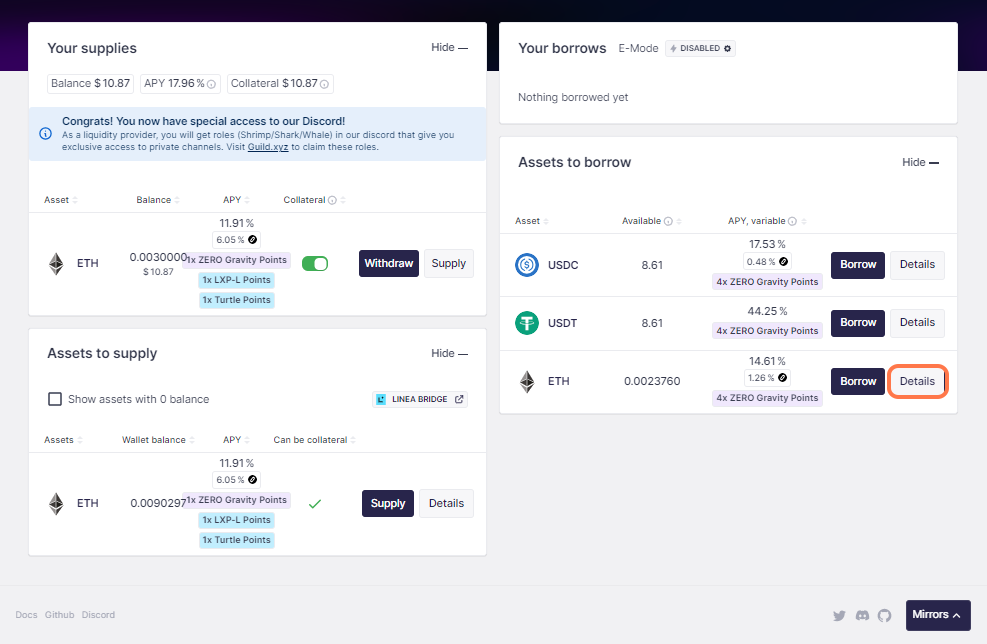 Your supplies
Hide —
Balance $ 10.87
APY 17.96 %
Collateral $ 10.87
Congrats! You now have special access to our Discord!
As a liquidity provider, you will get roles (Shrimp/Shark/Whale) in our discord that give you
exclusive access to private channels. Visit Guild.xyz to claim these roles.
Asset
Balance
APY
Collateral
ETH
0.0030000
$ 10.87
11.91 %
6.05 %
1x ZERO Gravity Points
1x LXP-L Points
1x Turtle Points
Withdraw
Supply
Assets to supply
Hide —
Show assets with 0 balance
LINEA BRIDGE
Assets
Wallet balance
APY
Can be collateral
ETH
0.0090297
11.91 %
6.05 %
1x ZERO Gravity Points
1x LXP-L Points
1x Turtle Points
Supply
Details
Your borrows
E-Mode
DISABLED
Nothing borrowed yet
Assets to borrow
Hide —
Asset
Available
APY, variable
USDC
8.61
17.53 %
0.48 %
4x ZERO Gravity Points
Borrow
Details
USDT
8.61
44.25 %
4x ZERO Gravity Points
Borrow
Details
ETH
0.0023760
14.61 %
1.26 %
4x ZERO Gravity Points
Borrow
Details
Docs
Github
Discord
Mirrors